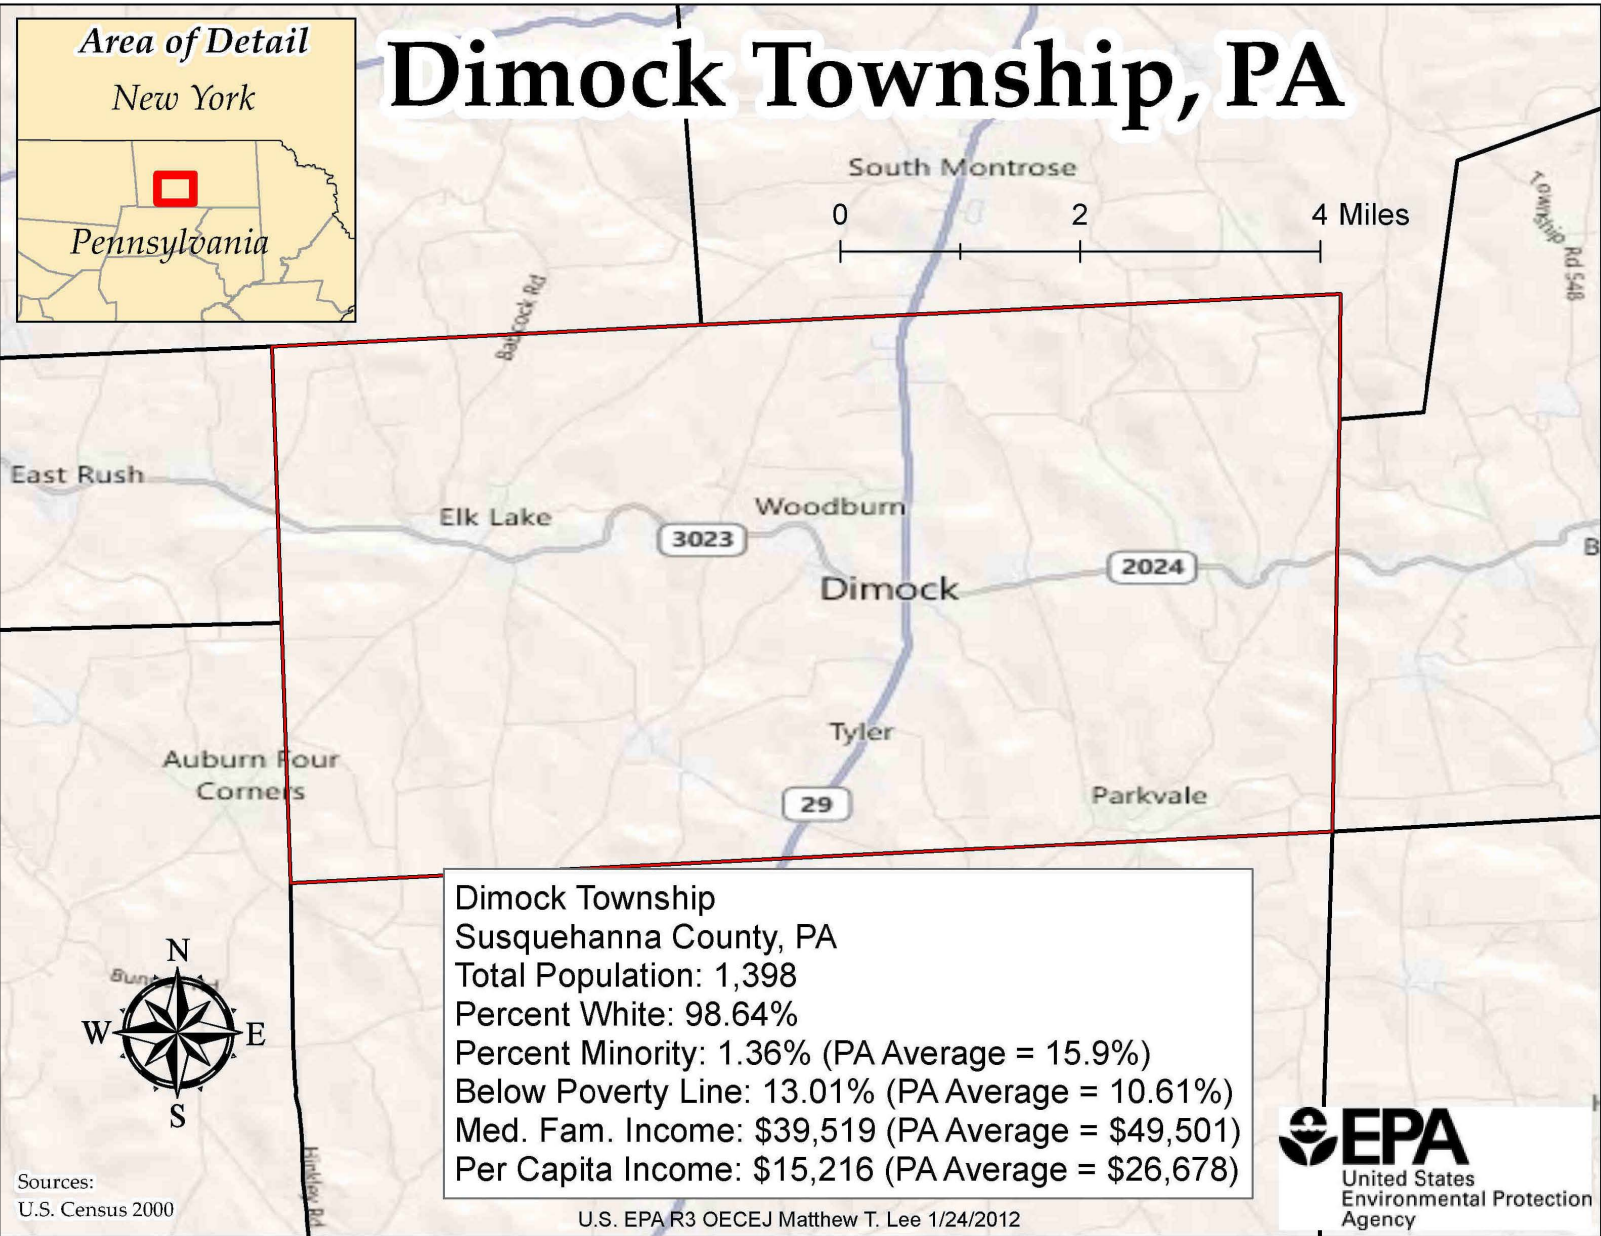 Area of Detail
New York
Pennsylvania
Dimock Township, PA
South Montrose
0 2 4 Miles
Township Rd 548
Babcock Rd
East Rush
Elk Lake
Woodburn
3023
2024
B
Dimock
Tyler
Auburn Four
Corners
29
Parkvale
Dimock Township
Susquehanna County, PA
Total Population: 1,398
Percent White: 98.64%
Percent Minority: 1.36% (PA Average = 15.9%)
Below Poverty Line: 13.01% (PA Average = 10.61%)
Med. Fam. Income: $39,519 (PA Average = $49,501)
Per Capita Income: $15,216 (PA Average = $26,678)
N
W E
S
Hinkley Rd
Sources:
U.S. Census 2000
U.S. EPA R3 OECEJ Matthew T. Lee 1/24/2012
EPA
United States
Environmental Protection
Agency